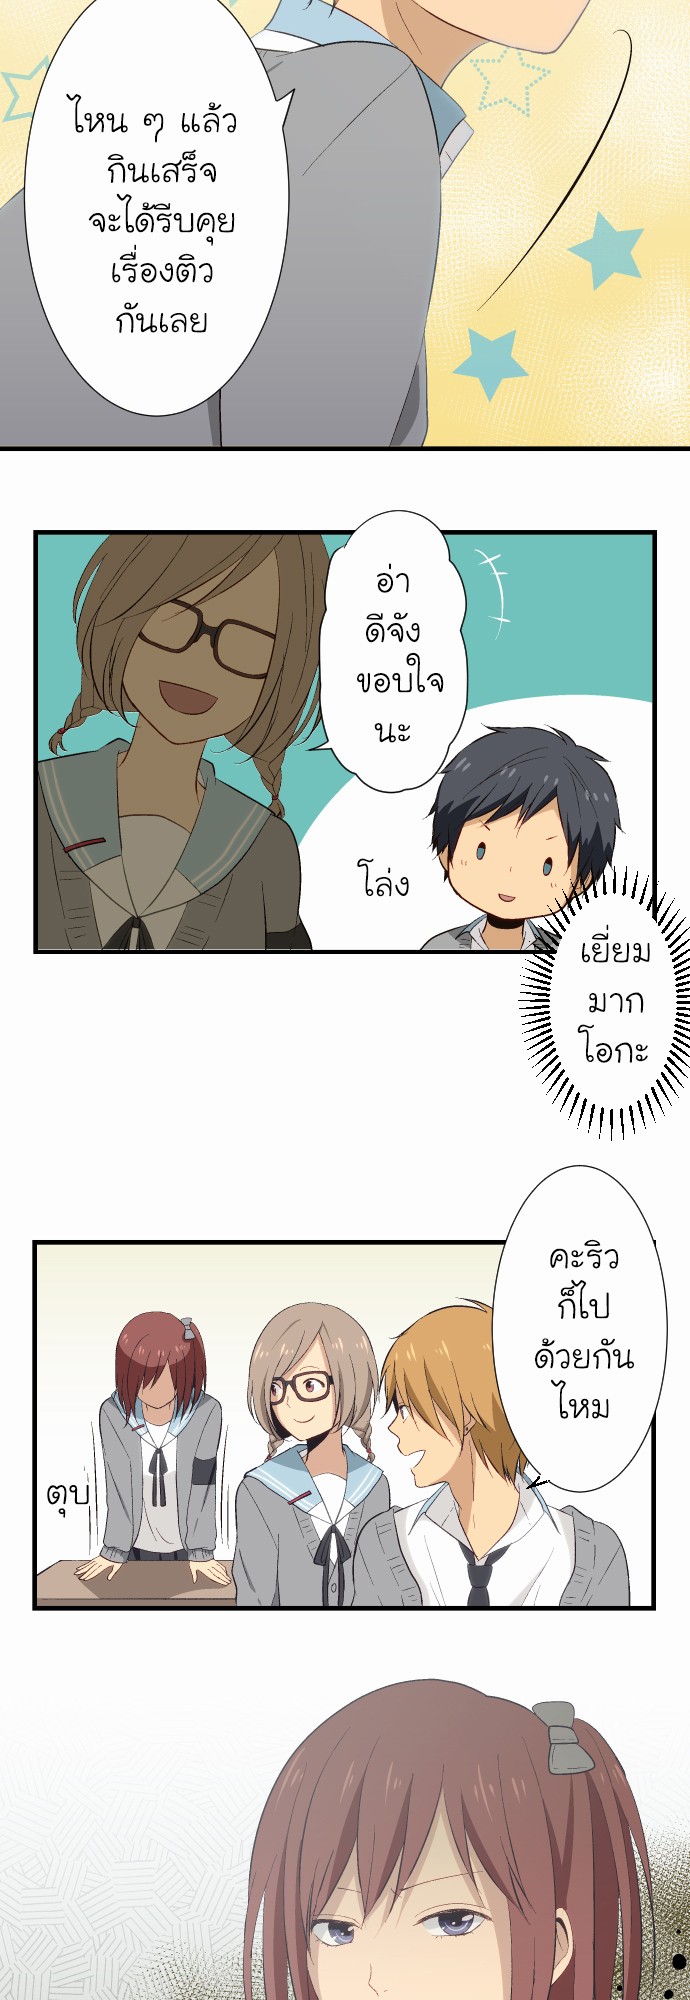 ไหน ๆ แล้ว
กินเสร็จ
จะได้รีบคุย
เรื่องติว
กันเลย
อ่า
ดีจัง
ขอบใจ
นะ
โล่ง
เยี่ยม
มาก
โอกะ
คะริว
ก็ไป
ด้วยกัน
ไหม
ตุบ